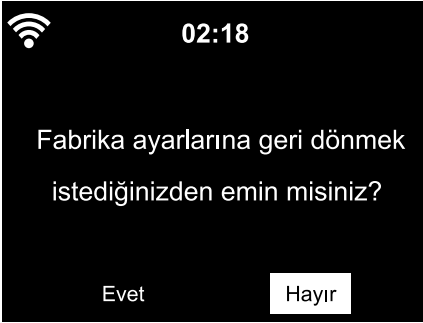 02:18
Fabrika ayarlarına geri dönmek
istediğinizden emin misiniz?
Evet Hayır